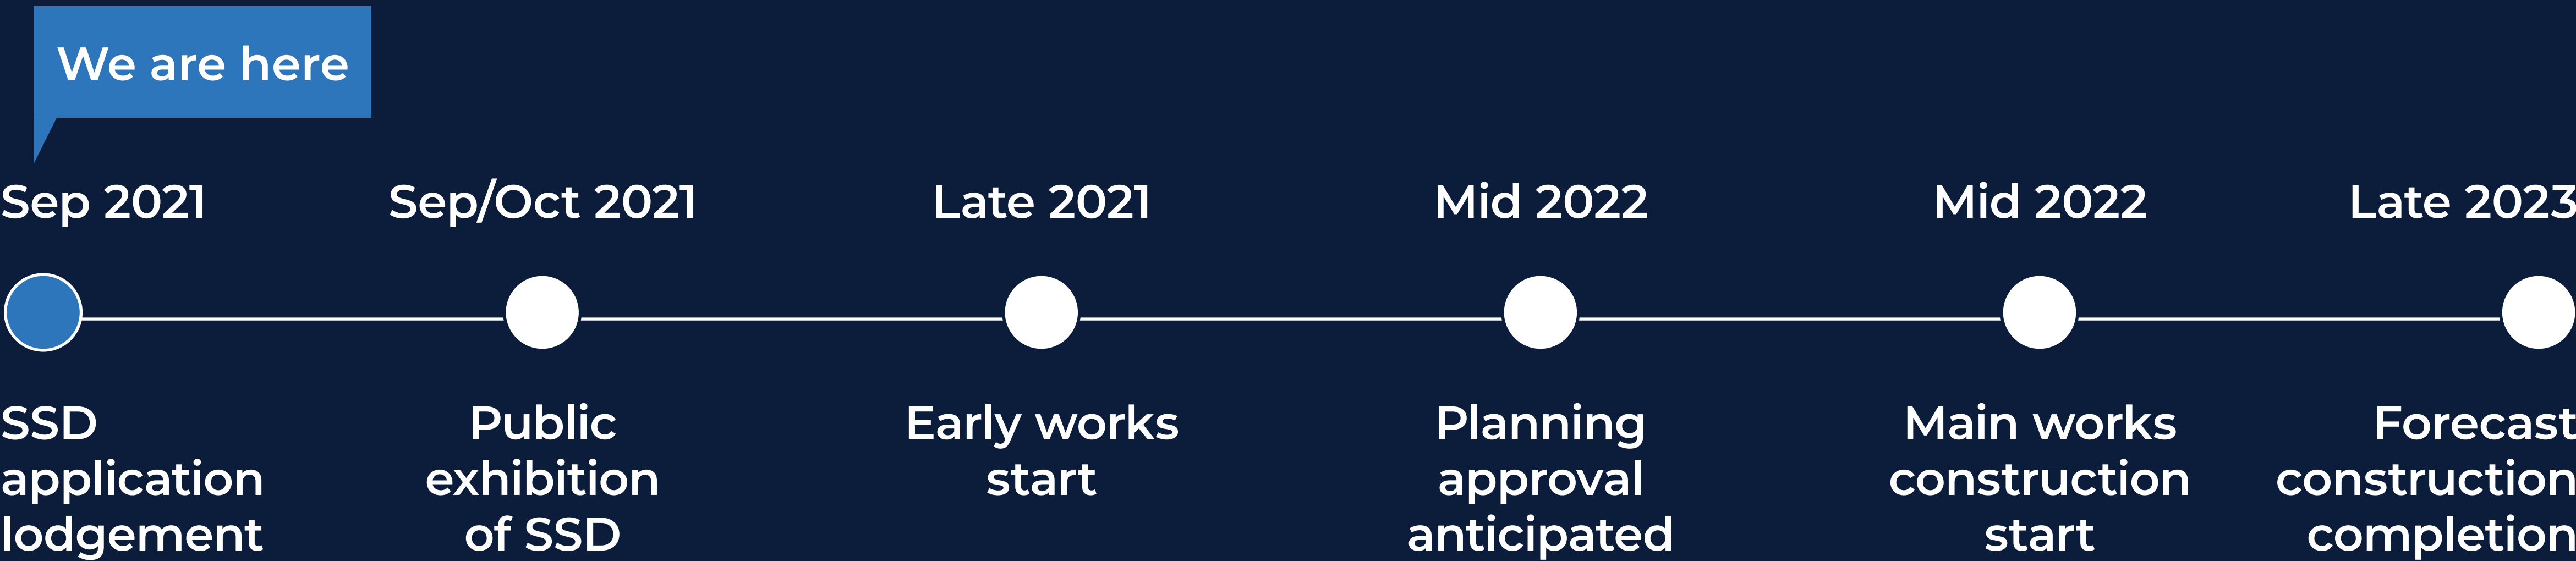 We are here
Sep 2021
Sep/Oct 2021
Late 2021
Mid 2022
Mid 2022
Late 2023
SSD
application
lodgement
Public
exhibition
of SSD
Early works
start
Planning
approval
anticipated
Main works
construction
start
Forecast
construction
completion